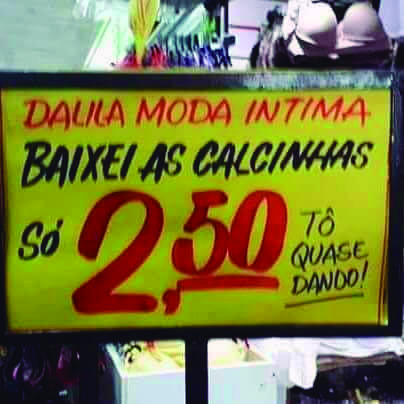 DALILA MODA INTIMA
BAIXEI AS CALCINHAS
Só 2,50
TÔ
QUASE
DANDO!